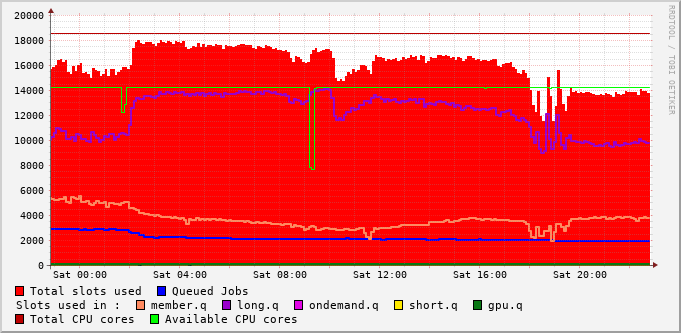 20000
18000
16000
14000
12000
10000
8000
6000
4000
2000
0
Sat 00:00 Sat 04:00 Sat 08:00 Sat 12:00 Sat 16:00 Sat 20:00
Total slots used Queued Jobs
Slots used in : member.q long.q ondemand.q short.q gpu.q
Total CPU cores Available CPU cores
RRDTOOL / TOBI OETIKER